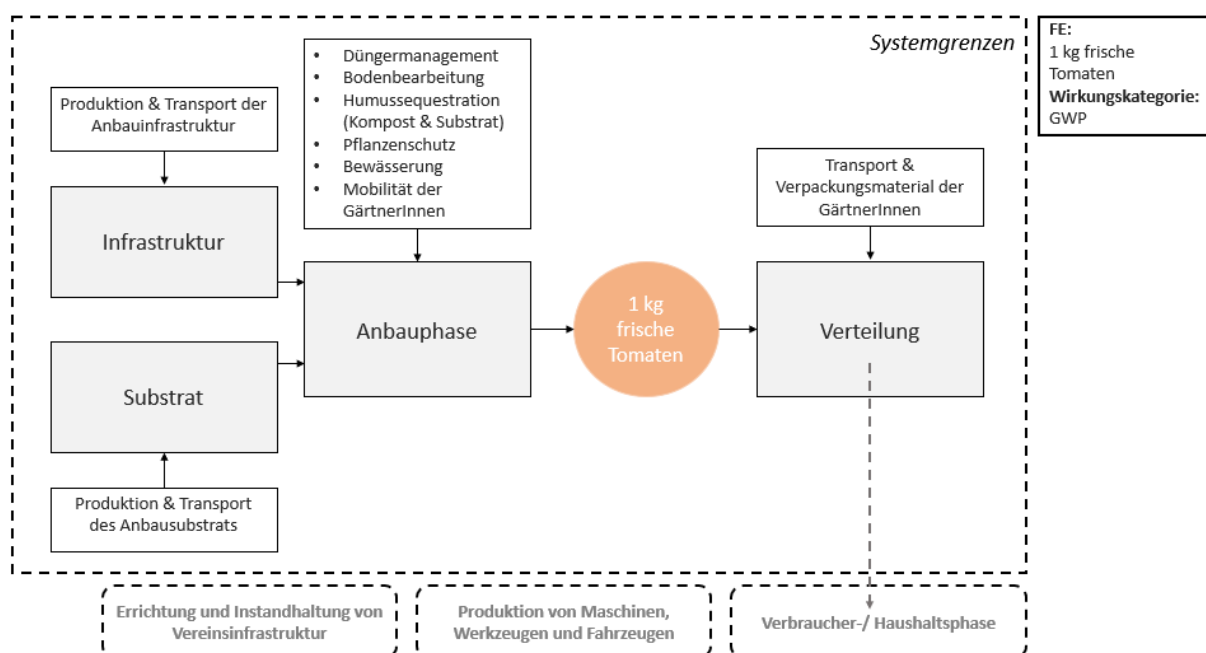 Systemgrenzen
FE:
1 kg frische
Tomaten
Wirkungskategorie:
GWP
Produktion & Transport der
Anbauinfrastruktur
• Düngermanagement
• Bodenbearbeitung
• Humussequestration
(Kompost & Substrat)
• Pflanzenschutz
• Bewässerung
• Mobilität der
GärtnerInnen
Transport &
Verpackungsmaterial der
GärtnerInnen
Infrastruktur
Anbauphase
1 kg
frische
Tomaten
Verteilung
Substrat
Produktion & Transport
des Anbausubstrats
Errichtung und Instandhaltung von
Vereinsinfrastruktur
Produktion von Maschinen,
Werkzeugen und Fahrzeugen
Verbraucher-/ Haushaltsphase